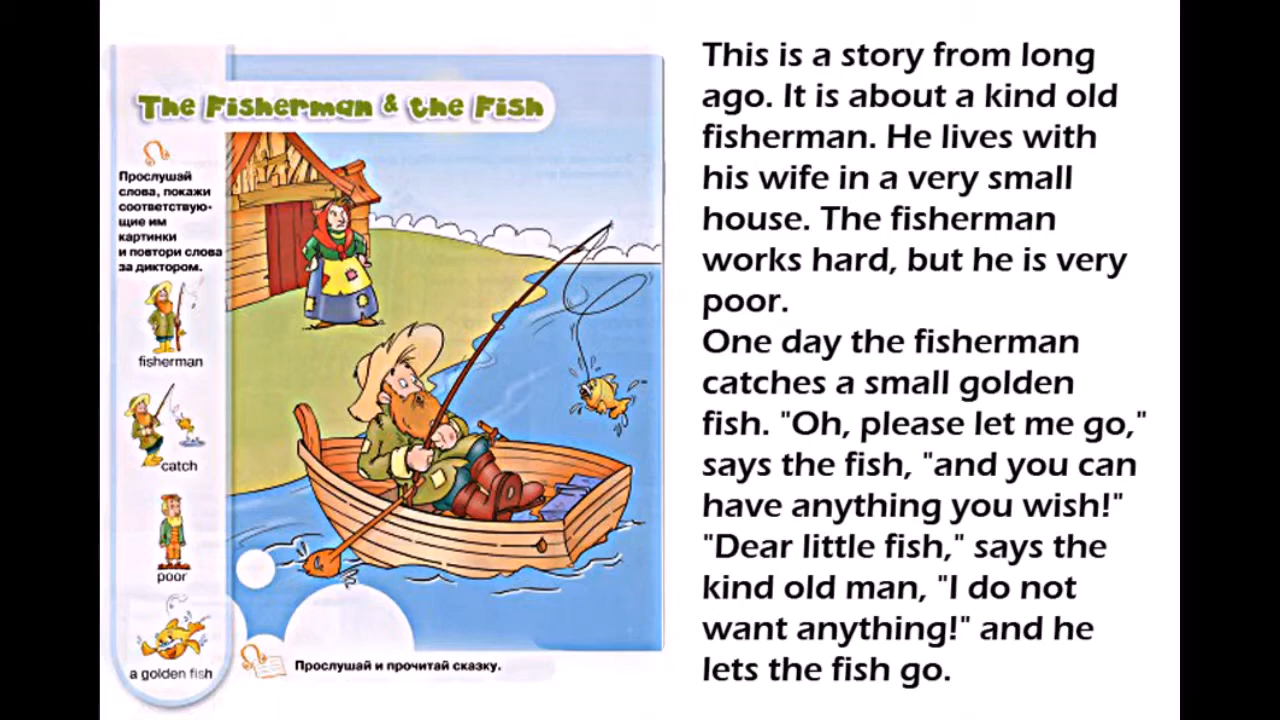 The Fisherman & the Fish
Прослушай
слова, покажи
соответствую-
щие им
картинки
и повтори слова
за диктором.
fisherman
catch
poor
a golden fish
Прослушай и прочитай сказку.
This is a story from long
ago. It is about a kind old
fisherman. He lives with
his wife in a very small
house. The fisherman
works hard, but he is very
poor.
One day the fisherman
catches a small golden
fish. "Oh, please let me go,"
says the fish, "and you can
have anything you wish!"
"Dear little fish," says the
kind old man, "I do not
want anything!" and he
lets the fish go.